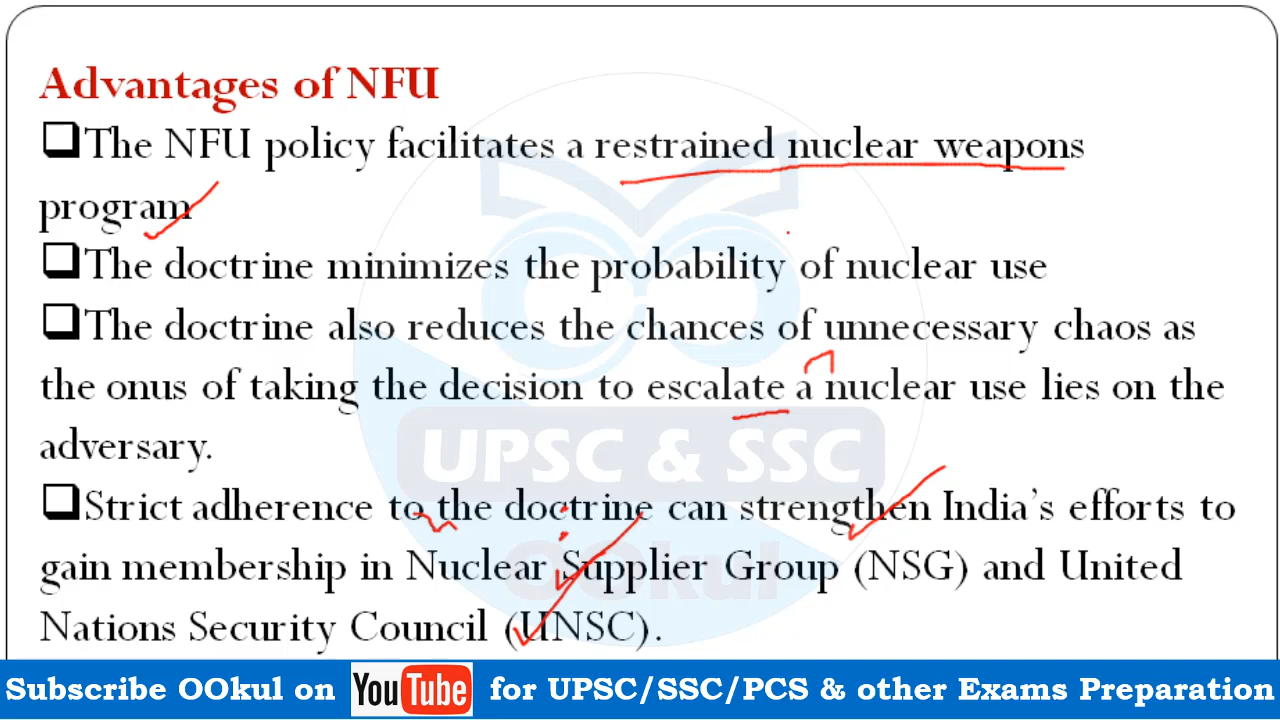 Advantages of NFU
❑The NFU policy facilitates a restrained nuclear weapons
program
❑The doctrine minimizes the probability of nuclear use
❑The doctrine also reduces the chances of unnecessary chaos as
the onus of taking the decision to escalate a nuclear use lies on the
adversary.
UPSC & SSC
❑Strict adherence to the doctrine can strengthen India's efforts to
OOkul
gain membership in Nuclear Supplier Group (NSG) and United
Nations Security Council (UNSC).
Subscribe OOkul on YouTube for UPSC/SSC/PCS & other Exams Preparation